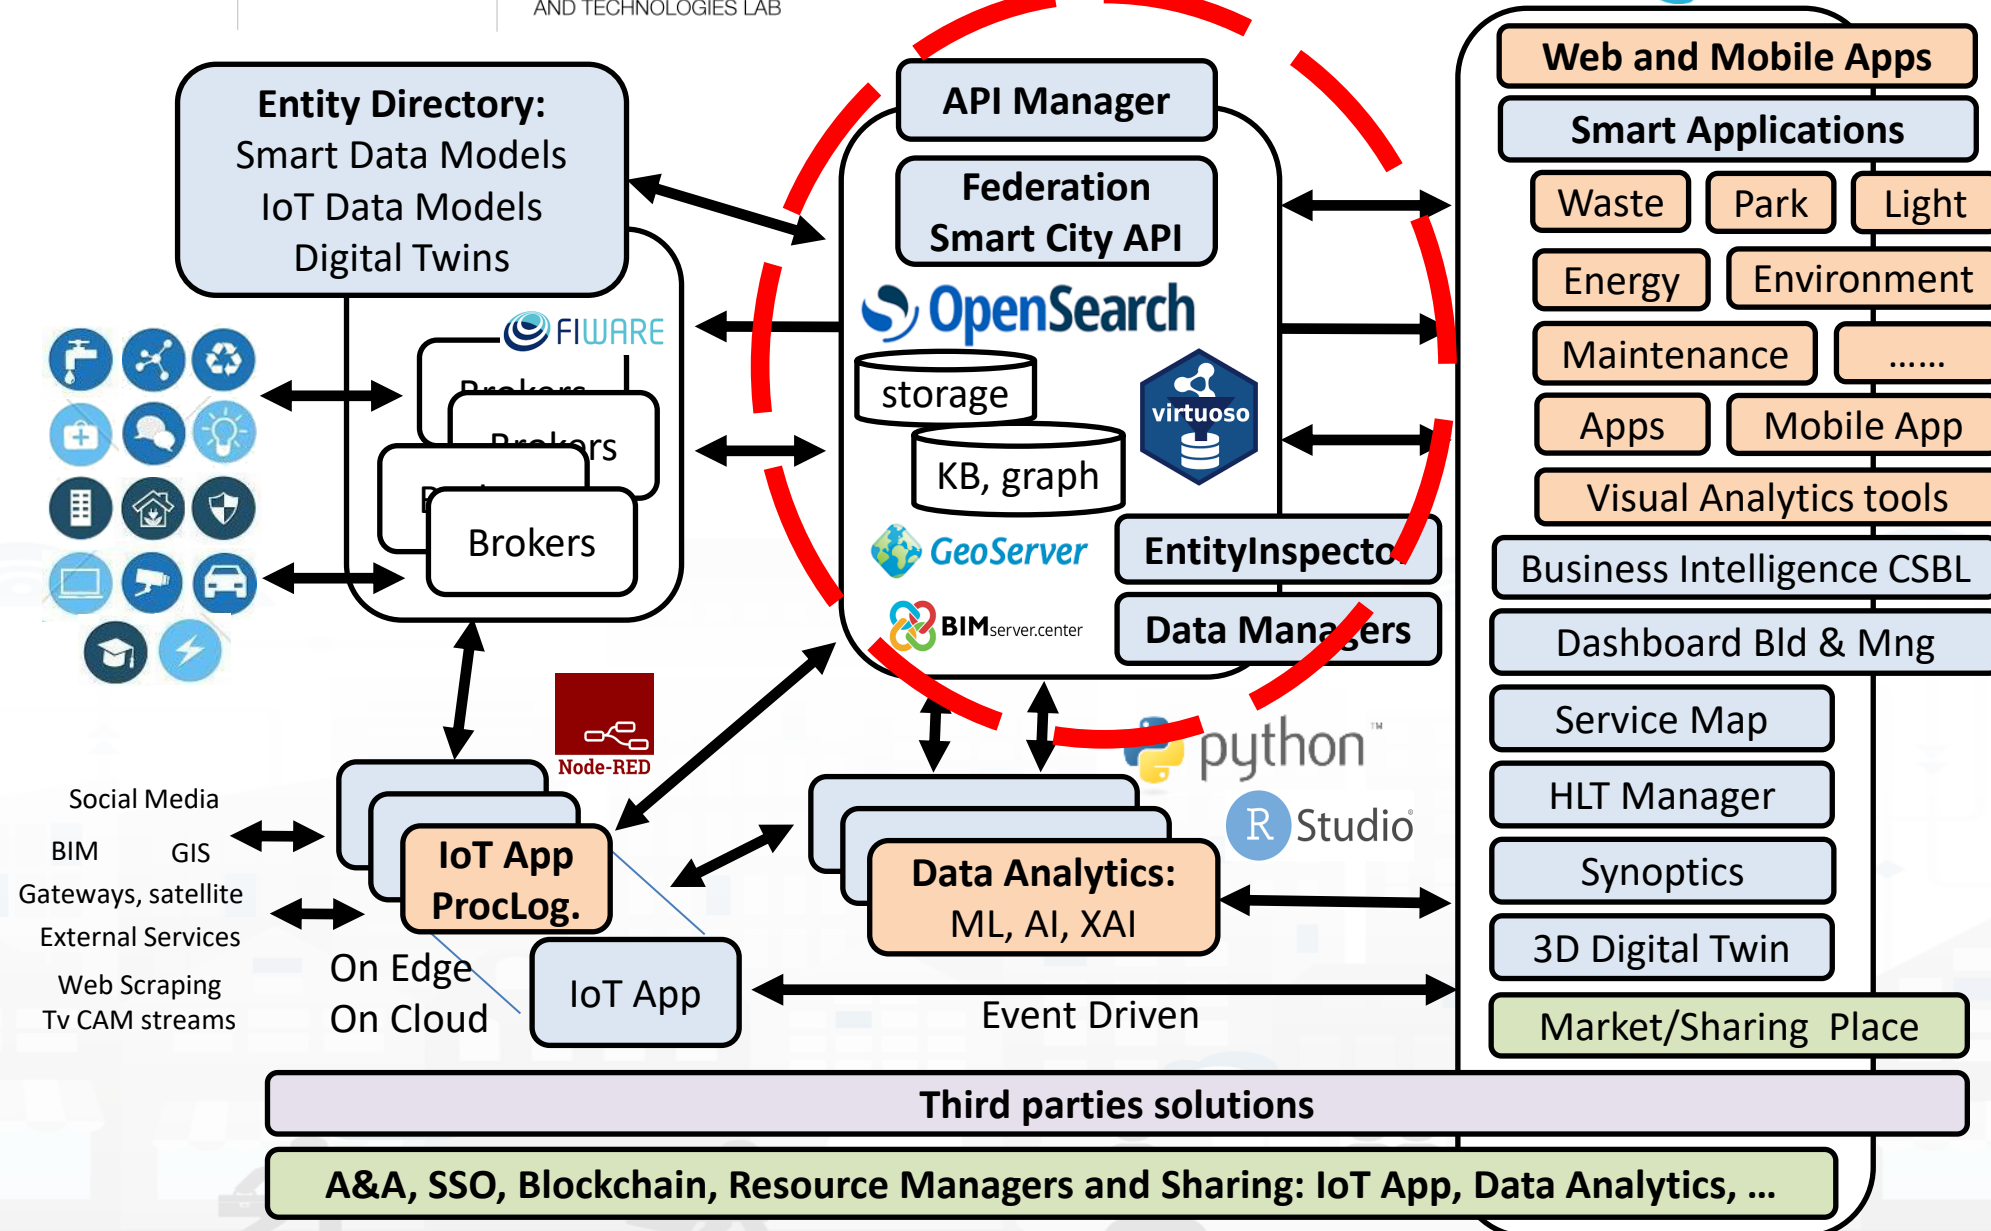 AND TECHNOLOGIES LAB
Entity Directory:
Smart Data Models
IoT Data Models
Digital Twins
FIWARE
Brokers
Brokers
Brokers
API Manager
Federation
Smart City API
OpenSearch
storage
virtuoso
KB, graph
GeoServer
EntityInspector
BIMserver.center
Data Managers
Web and Mobile Apps
Smart Applications
Waste
Park
Light
Energy
Environment
Maintenance
......
Apps
Mobile App
Visual Analytics tools
Business Intelligence CSBL
Dashboard Bld & Mng
Service Map
HLT Manager
Synoptics
3D Digital Twin
Market/Sharing Place
Node-RED
python™
R Studio
Social Media
BIM GIS
Gateways, satellite
External Services
Web Scraping
Tv CAM streams
IoT App
ProcLog.
On Edge
On Cloud
IoT App
Data Analytics:
ML, AI, XAI
Event Driven
Third parties solutions
A&A, SSO, Blockchain, Resource Managers and Sharing: IoT App, Data Analytics, ...